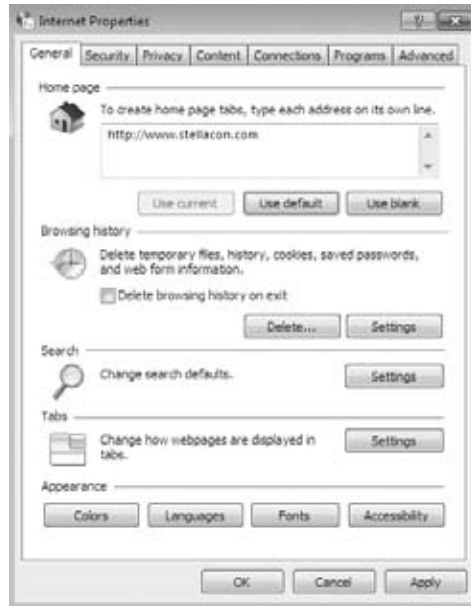 Internet Properties
General Security Privacy Content Connections Programs Advanced
Home page
To create home page tabs, type each address on its own line.
http://www.stellacon.com
Use current Use default Use blank
Browsing history
Delete temporary files, history, cookies, saved passwords,
and web form information.
Delete browsing history on exit
Delete... Settings
Search
Change search defaults. Settings
Tabs
Change how webpages are displayed in
tabs.
Settings
Appearance
Colors Languages Fonts Accessibility
OK Cancel Apply